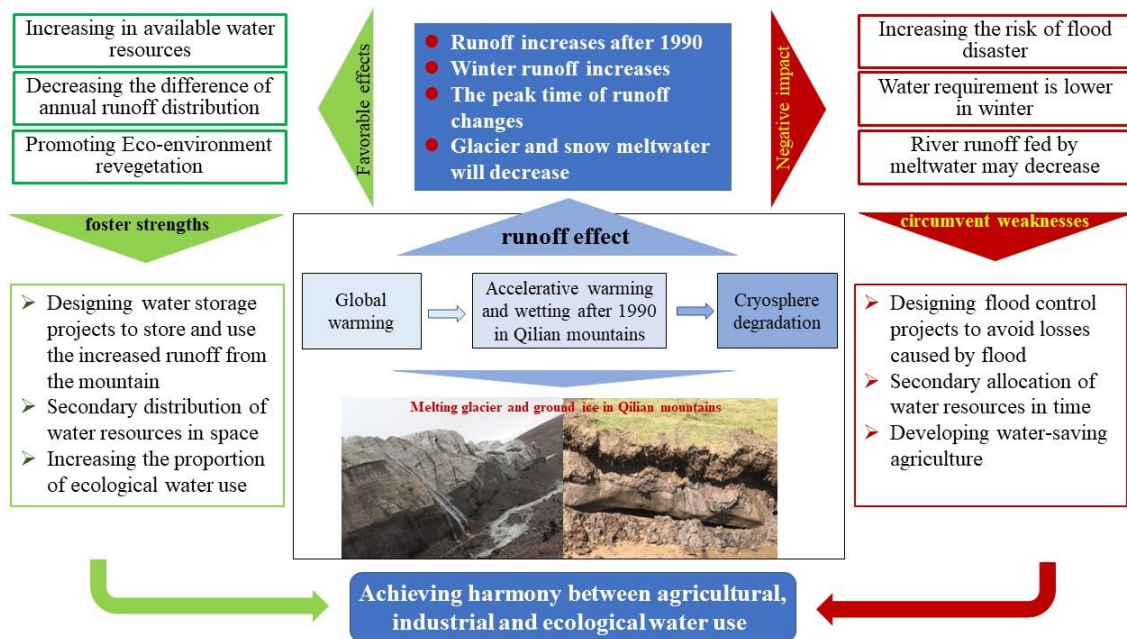 Increasing in available water
resources
Decreasing the difference of
annual runoff distribution
Promoting Eco-environment
revegetation
Favorable effects
Runoff increases after 1990
Winter runoff increases
The peak time of runoff
changes
Glacier and snow meltwater
will decrease
Negative impact
Increasing the risk of flood
disaster
Water requirement is lower
in winter
River runoff fed by
meltwater may decrease
foster strengths
Designing water storage
projects to store and use
the increased runoff from
the mountain
Secondary distribution of
water resources in space
Increasing the proportion
of ecological water use
runoff effect
Global
warming
Accelerative warming
and wetting after 1990
in Qilian mountains
Cryosphere
degradation
Melting glacier and ground ice in Qilian mountains
circumvent weaknesses
Designing flood control
projects to avoid losses
caused by flood
Secondary allocation of
water resources in time
Developing water-saving
agriculture
Achieving harmony between agricultural,
industrial and ecological water use